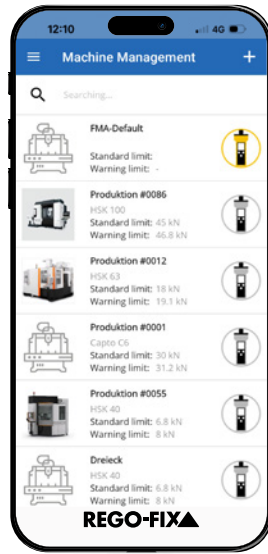 12:10
4G
Machine Management
Searching...
FMA-Default
Standard limit:
Warning limit: -
Produktion #0086
HSK 100
Standard limit: 45 kN
Warning limit: 46.8 kN
Produktion #0012
HSK 63
Standard limit: 18 kN
Warning limit: 19.1 kN
Produktion #0001
Capto C6
Standard limit: 30 kN
Warning limit: 31.2 kN
Produktion #0055
HSK 40
Standard limit: 6.8 kN
Warning limit: 8 kN
Dreieck
HSK 40
Standard limit: 6.8 kN
Warning limit: 8 kN
REGO-FIX